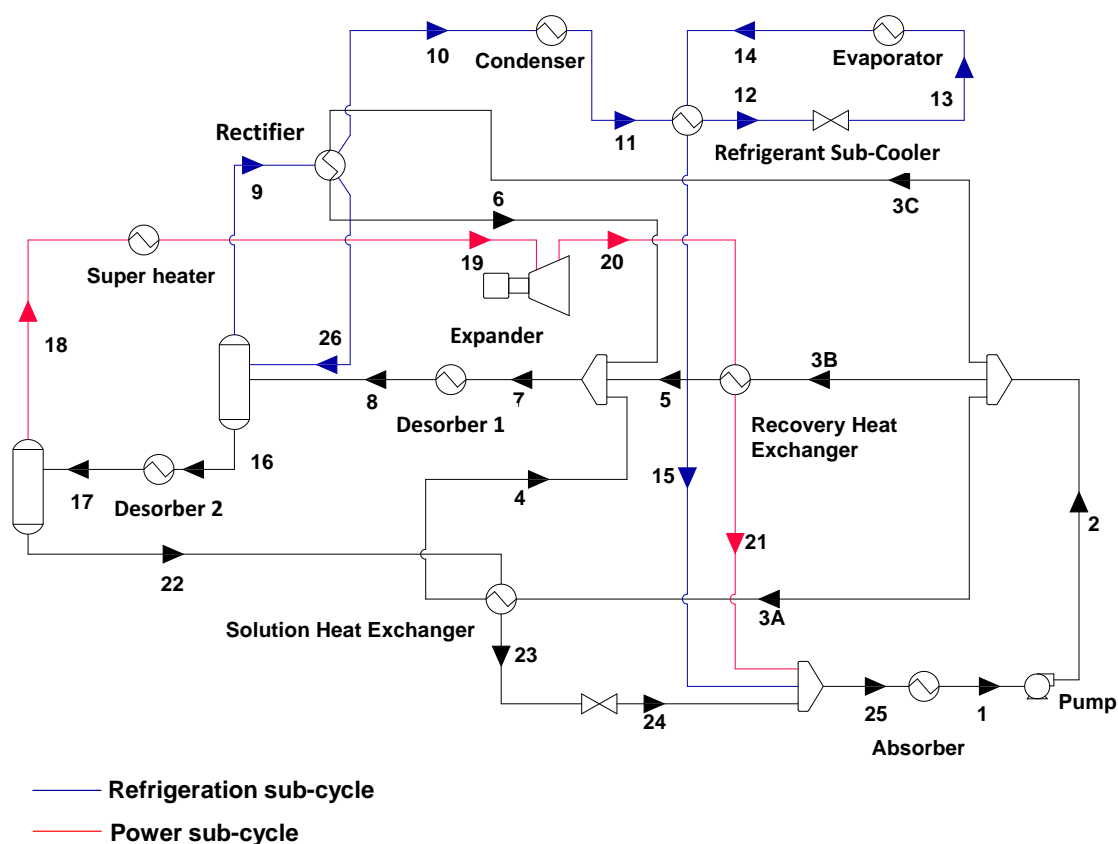 10
Condenser
14
Evaporator
12
13
11
Rectifier
Refrigerant Sub-Cooler
9
6
3C
Super heater
19
20
18
26
Expander
3B
8
Desorber 1
7
5
Recovery Heat
Exchanger
16
17
Desorber 2
4
15
2
21
22
3A
Solution Heat Exchanger
23
24
25
1
Pump
Absorber
Refrigeration sub-cycle
Power sub-cycle